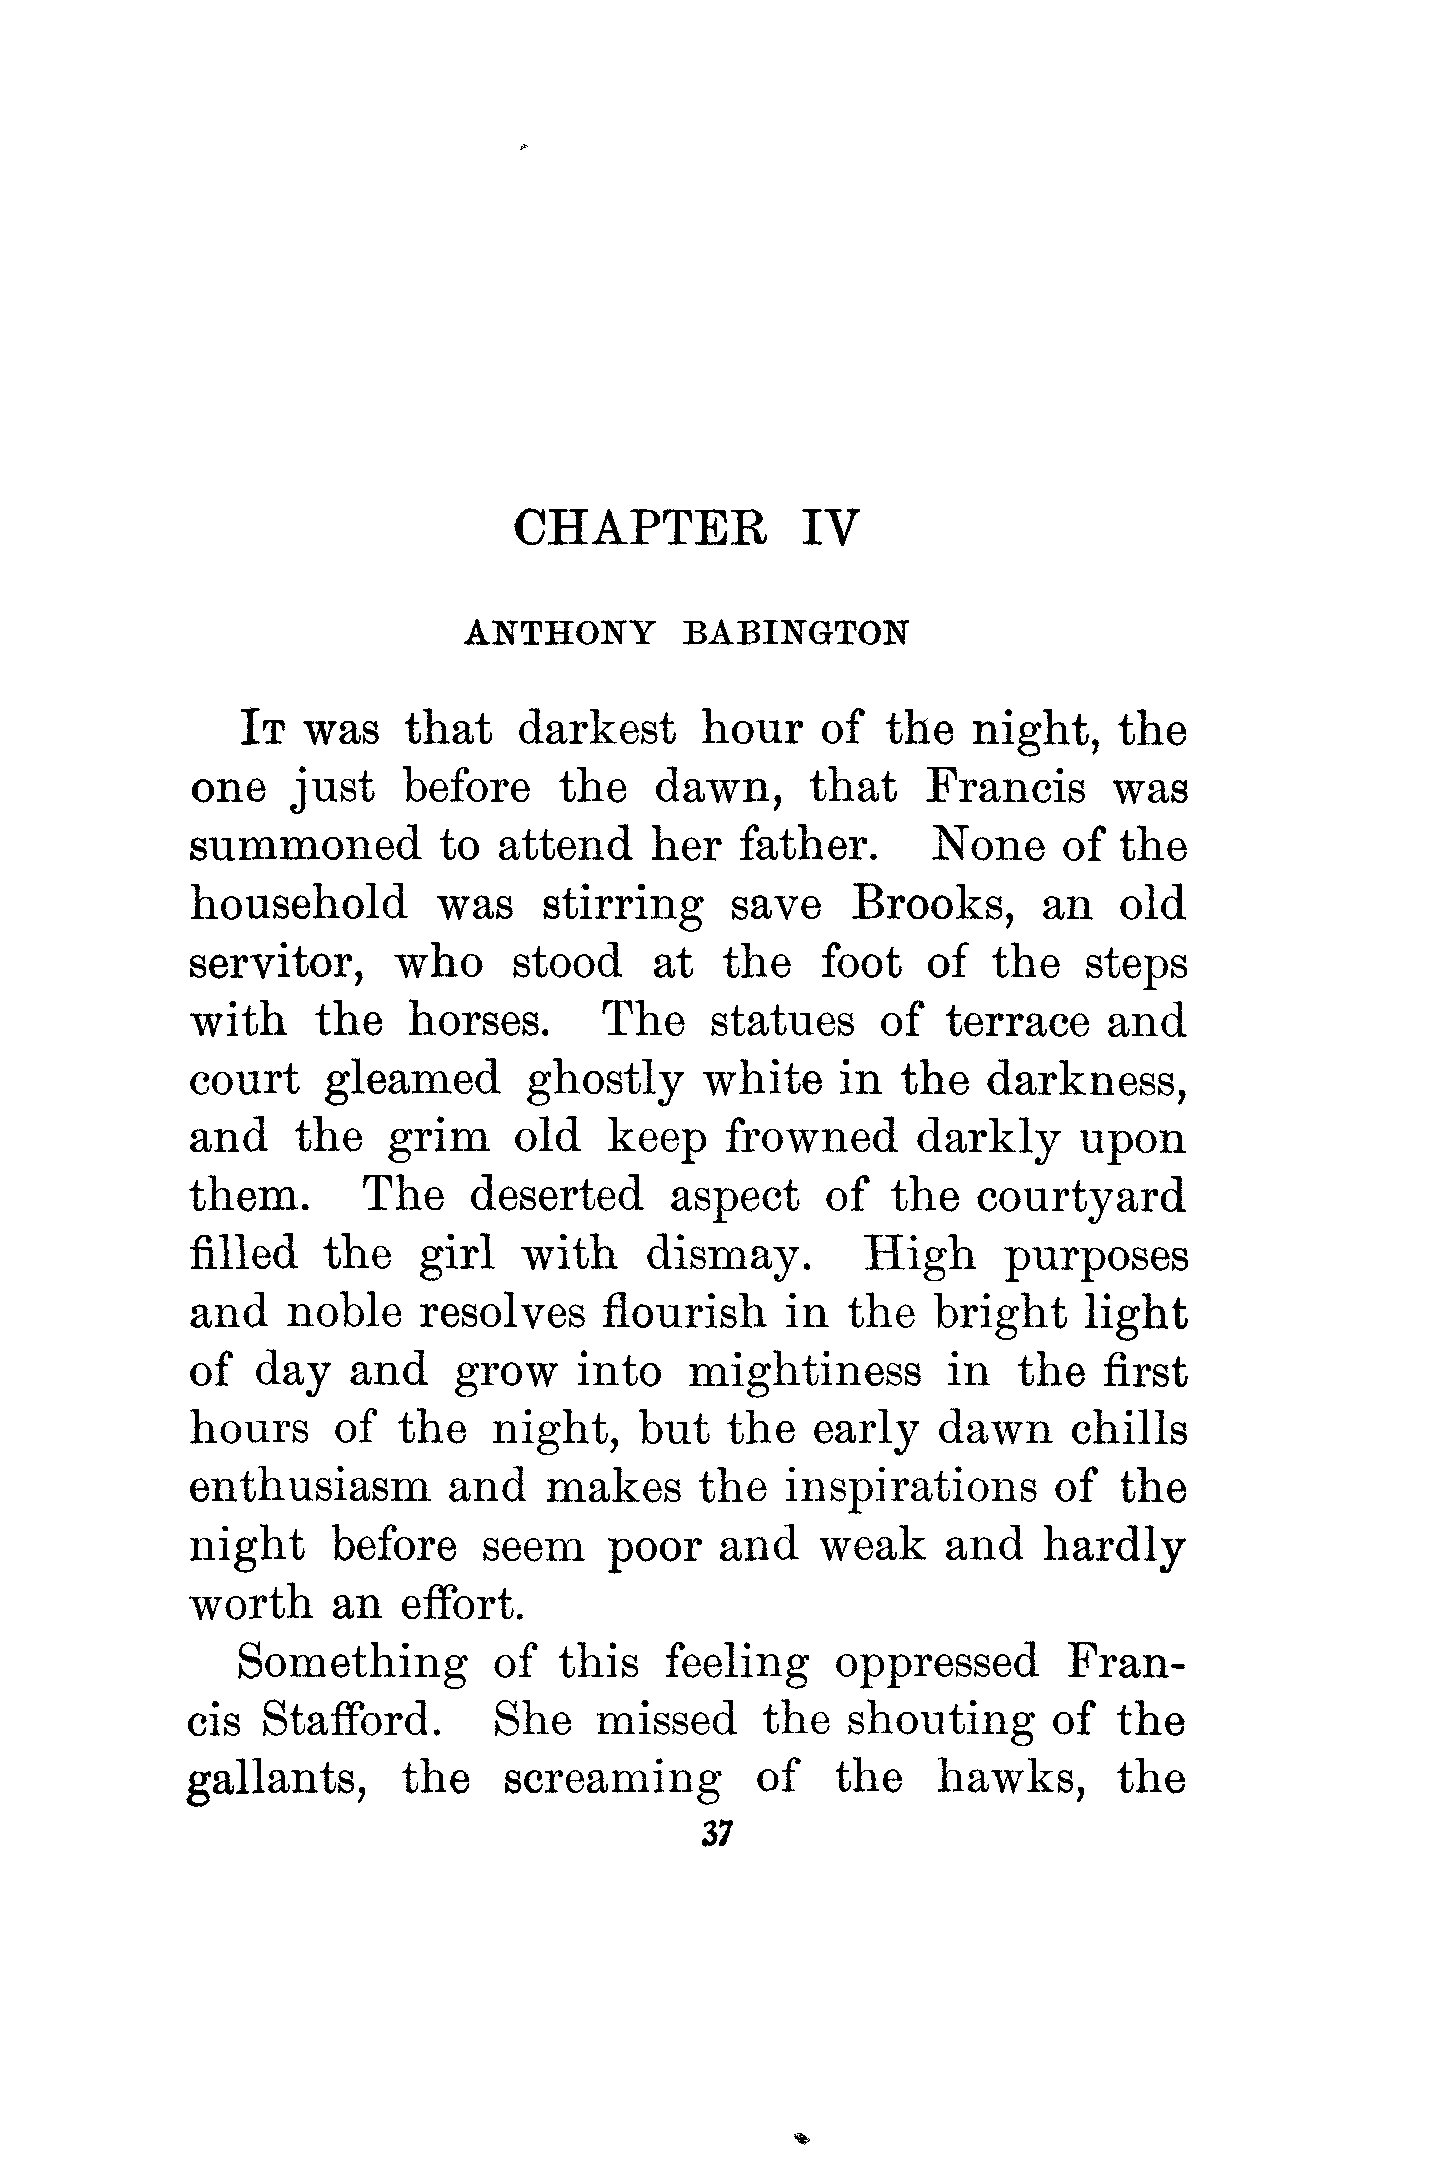 CHAPTER IV
ANTHONY BABINGTON
It was that darkest hour of the night, the
one just before the dawn, that Francis was
summoned to attend her father. None of the
household was stirring save Brooks, an old
servitor, who stood at the foot of the steps
with the horses. The statues of terrace and
court gleamed ghostly white in the darkness,
and the grim old keep frowned darkly upon
them. The deserted aspect of the courtyard
filled the girl with dismay. High purposes
and noble resolves flourish in the bright light
of day and grow into mightiness in the first
hours of the night, but the early dawn chills
enthusiasm and makes the inspirations of the
night before seem poor and weak and hardly
worth an effort.
Something of this feeling oppressed Fran-
cis Stafford. She missed the shouting of the
gallants, the screaming of the hawks, the
37